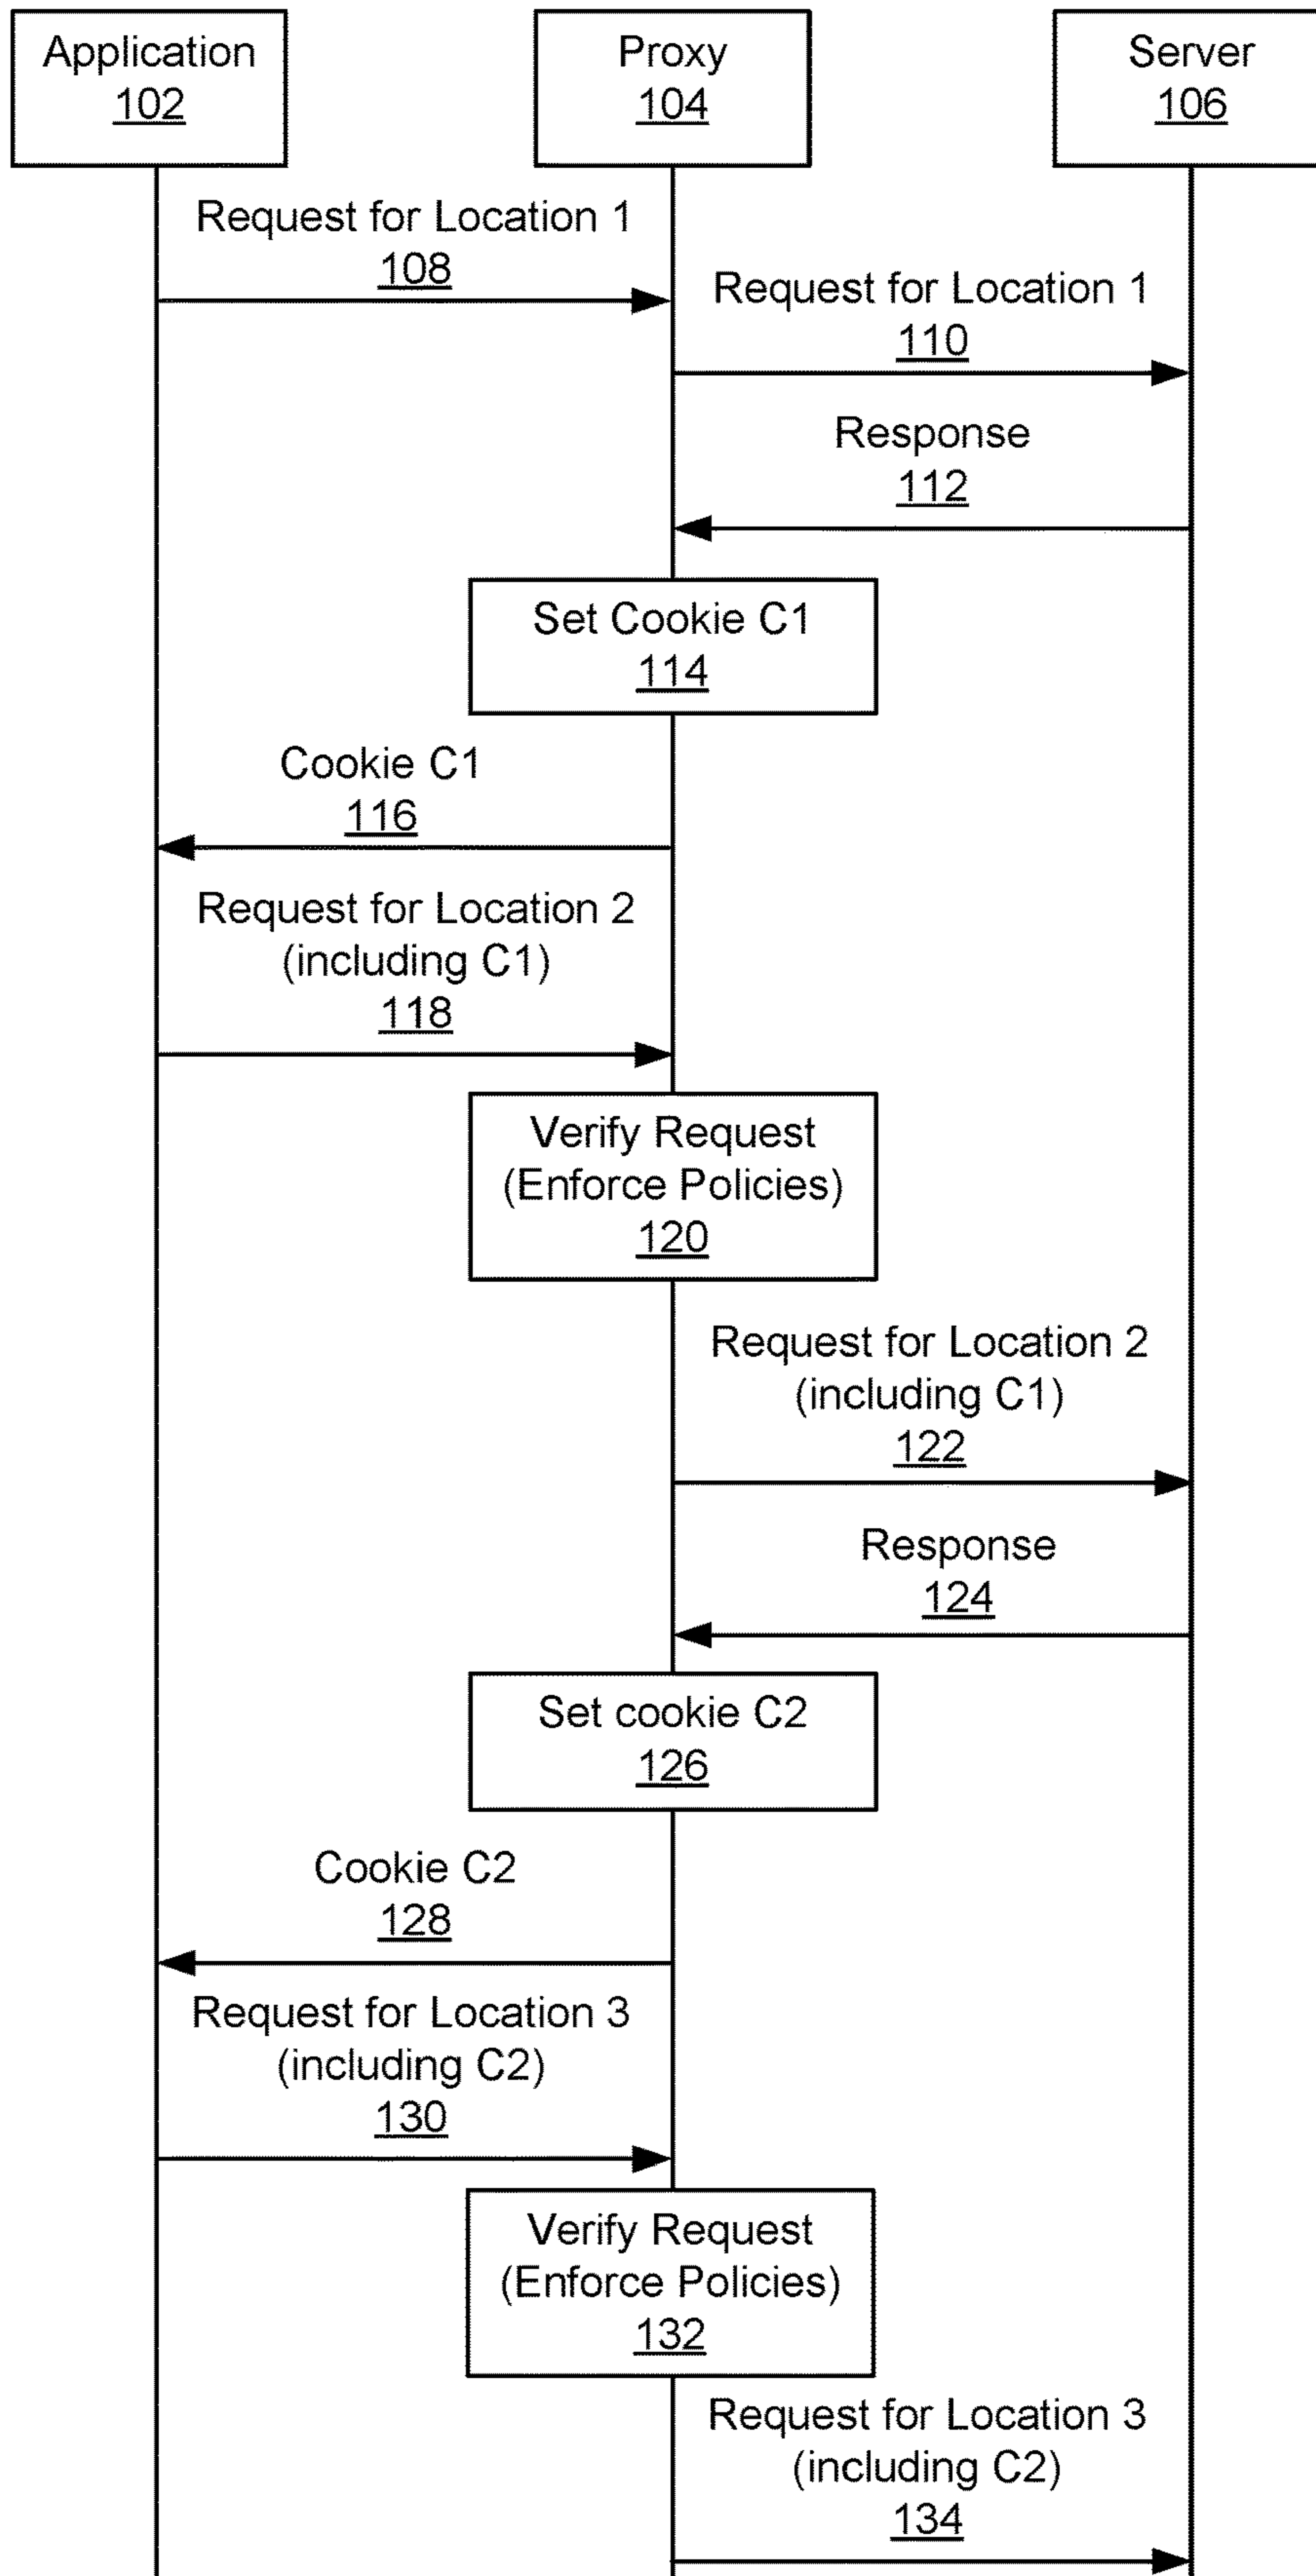 Application
102
Proxy
104
Server
106
Request for Location 1
108
Request for Location 1
110
Response
112
Set Cookie C1
114
Cookie C1
116
Request for Location 2
(including C1)
118
Verify Request
(Enforce Policies)
120
Request for Location 2
(including C1)
122
Response
124
Set cookie C2
126
Cookie C2
128
Request for Location 3
(including C2)
130
Verify Request
(Enforce Policies)
132
Request for Location 3
(including C2)
134